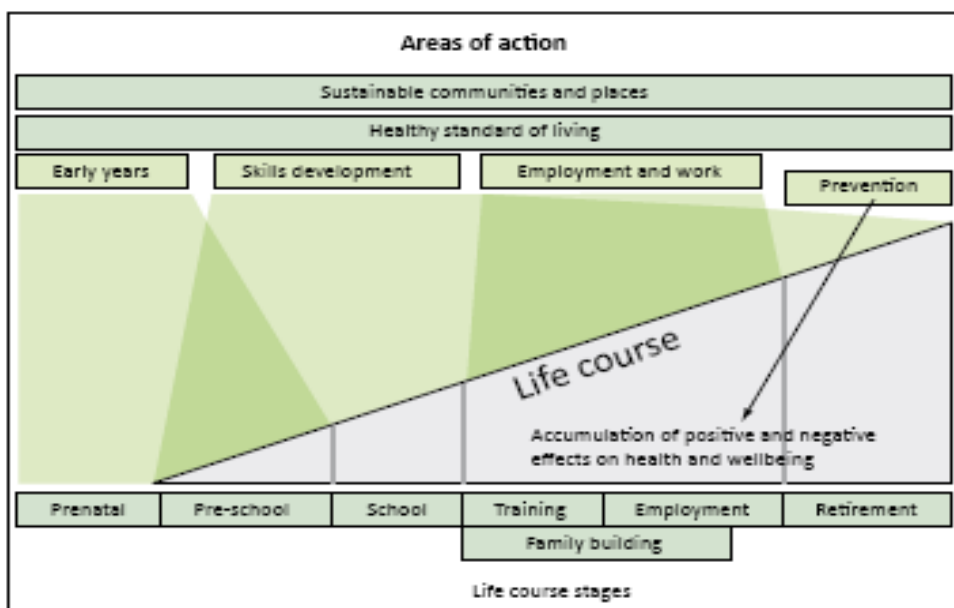 Areas of action
Sustainable communities and places
Healthy standard of living
Early years
Skills development
Employment and work
Prevention
Life course
Accumulation of positive and negative
effects on health and wellbeing
Prenatal
Pre-school
School
Training
Employment
Retirement
Family building
Life course stages